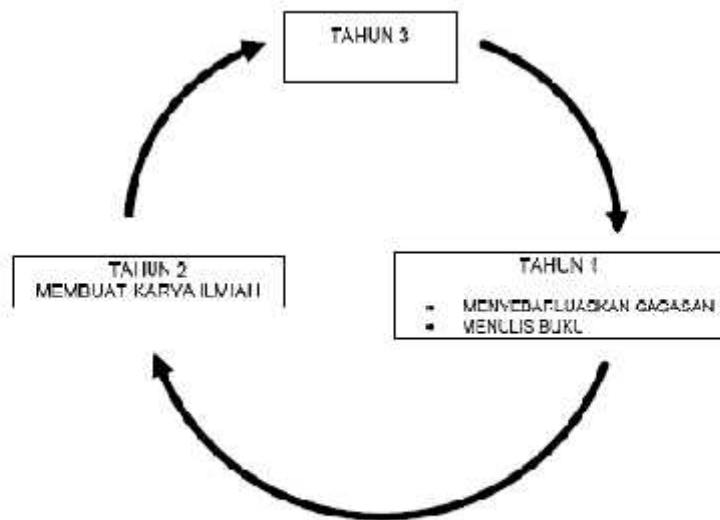 TAHUN 3
TAHUN 2
MEMBUAT KARYA ILMIAH
TAHUN 1
• MENYEBARLUASKAN GAGASAN
• MENULIS BUKU